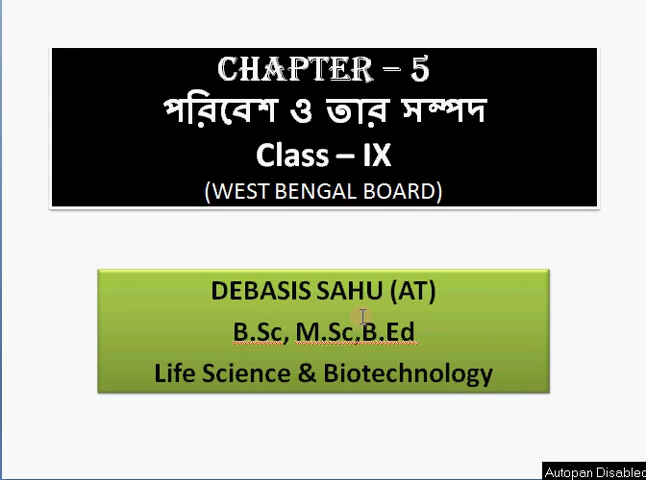 CHAPTER – 5
পরিবেশ ও তার সম্পদ
Class – IX
(WEST BENGAL BOARD)
DEBASIS SAHU (AT)
B.Sc, M.Sc,B.Ed
Life Science & Biotechnology
Autopan Disabled